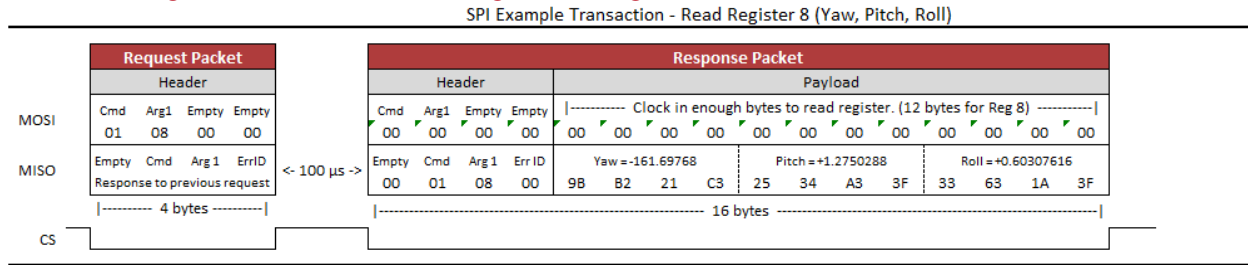 SPI Example Transaction - Read Register 8 (Yaw, Pitch, Roll)
Request Packet
Response Packet
Header
Header
Payload
MOSI
Cmd Arg1 Empty Empty
01 08 00 00
Cmd Arg1 Empty Empty
00 00 00 00
|----------- Clock in enough bytes to read register. (12 bytes for Reg 8) -----------|
00 00 00 00 00 00 00 00 00 00 00 00
MISO
Empty Cmd Arg 1 ErrID
Response to previous request
<- 100 µs ->
Empty Cmd Arg 1 Err ID
00 01 08 00
Yaw = -161.69768
9B B2 21 C3
Pitch = +1.2750288
25 34 A3 3F
Roll = +0.60307616
33 63 1A 3F
|---------- 4 bytes ----------|
|---------- 16 bytes ----------|
CS